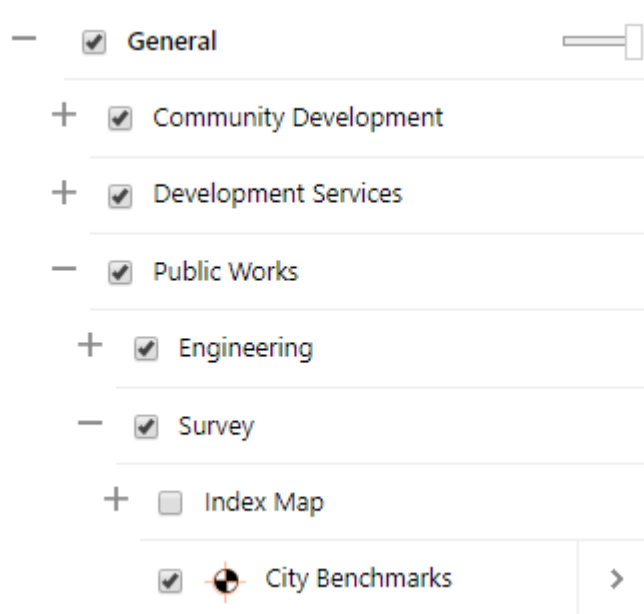 General
Community Development
Development Services
Public Works
Engineering
Survey
Index Map
City Benchmarks